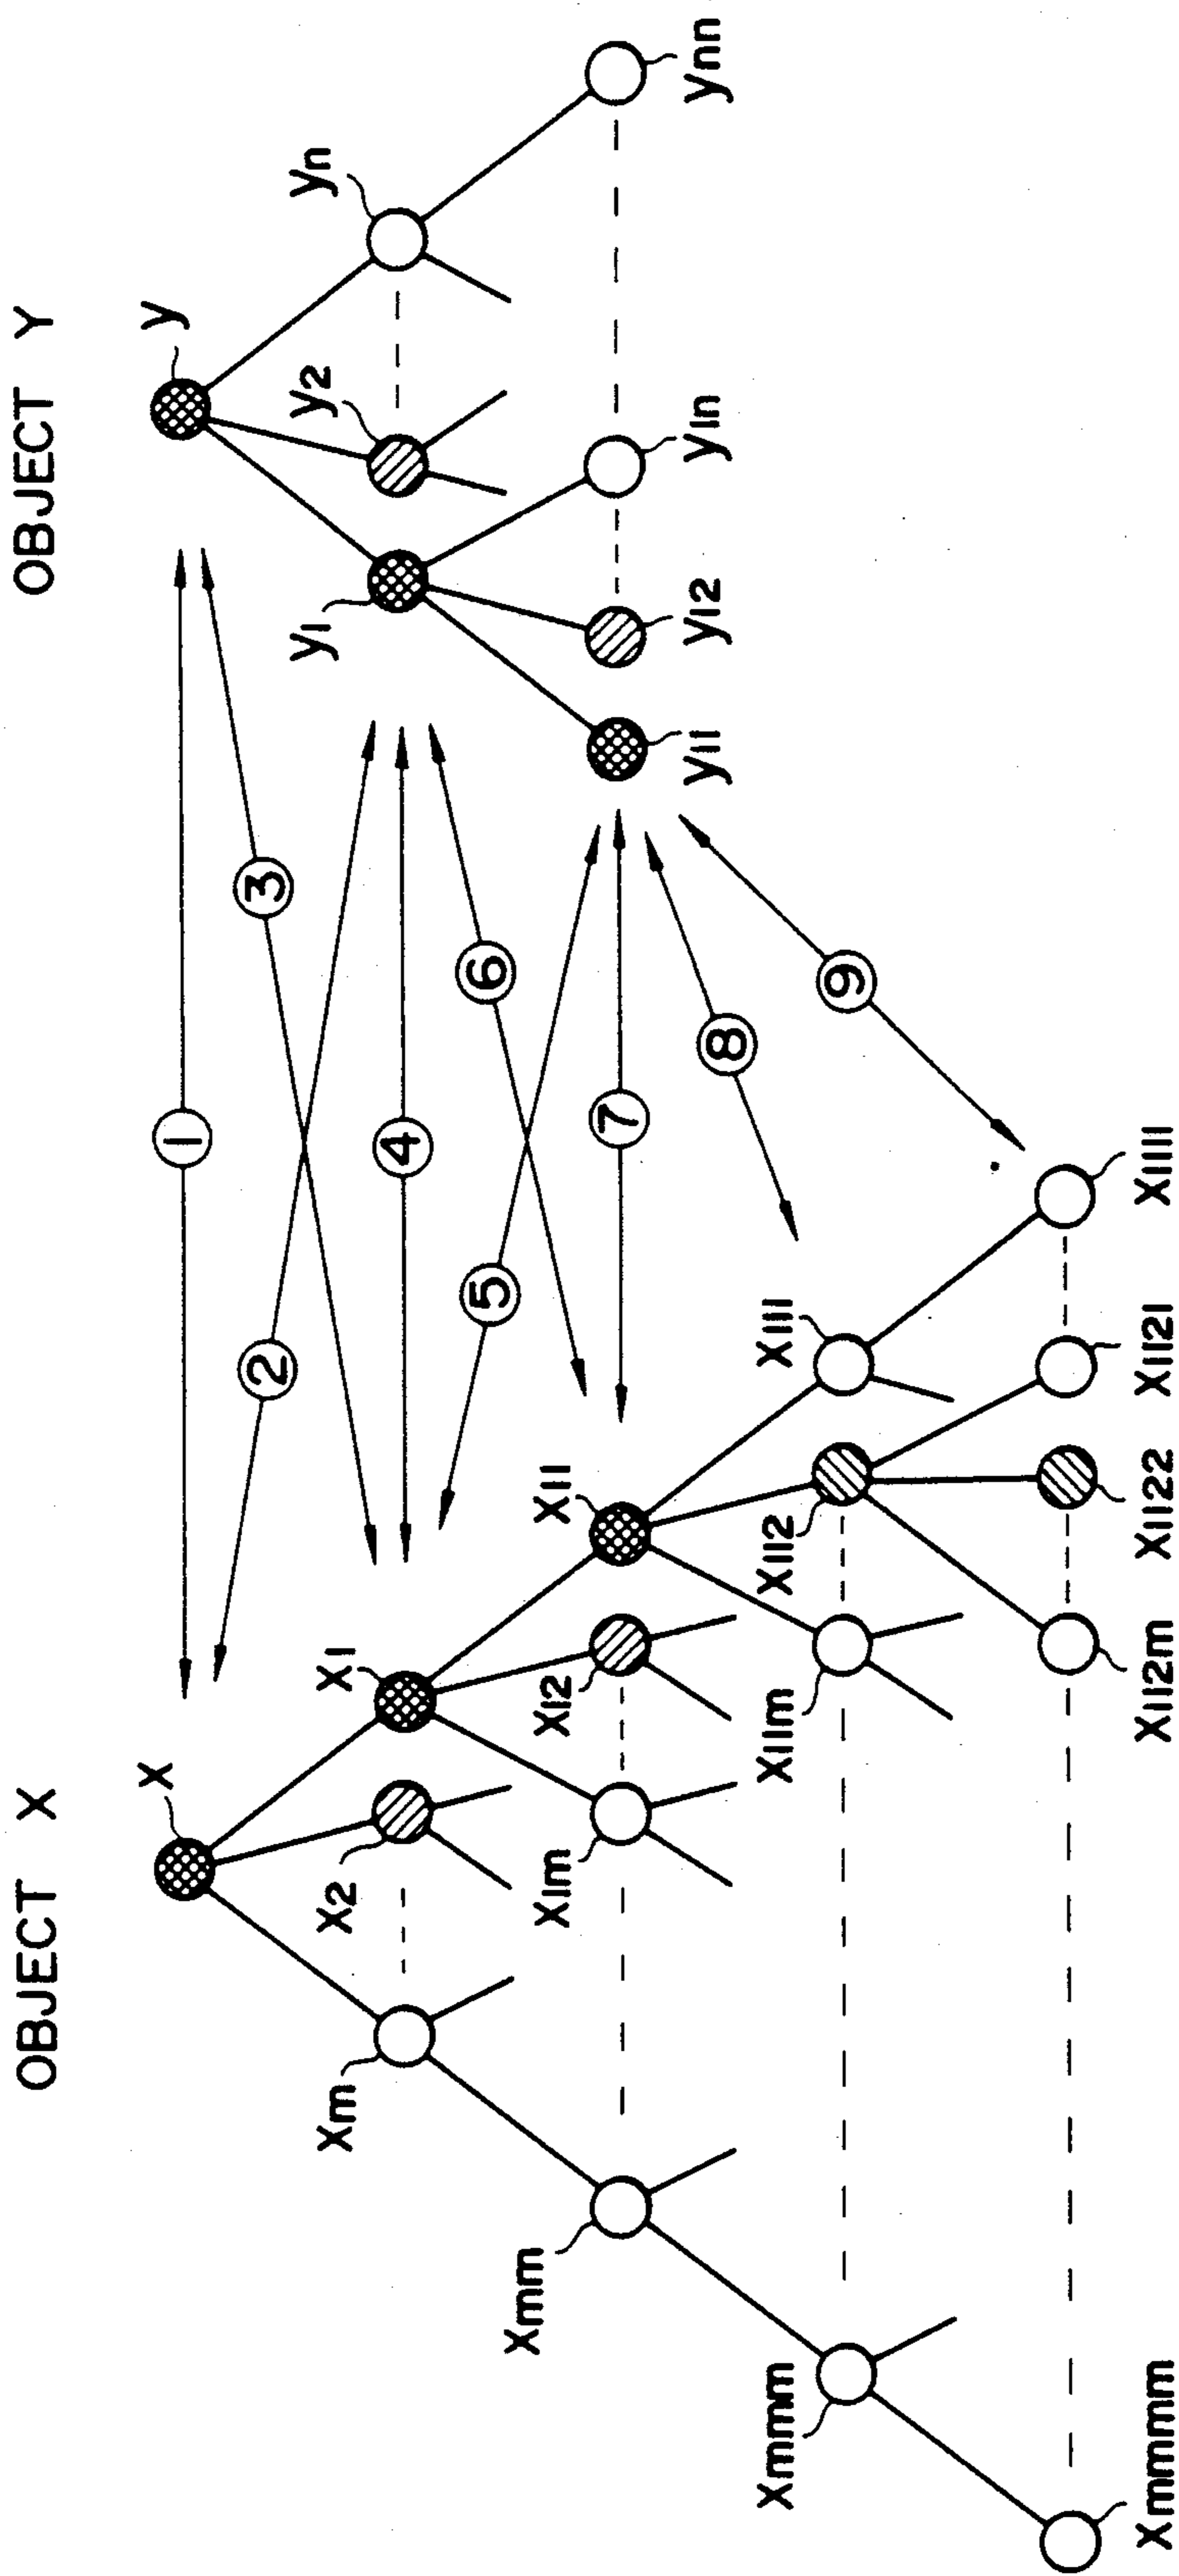 OBJECT X
OBJECT Y
x
y
①
③
②
xm
x2
x1
y1
y2
yn
④
⑥
⑤
xmm
x1m
x12
x11
y11
y12
y1n
ynn
⑦
⑧
⑨
xmmm
x11m
x112
x111
xmmmm
x112m
x1122
x1121
x1111